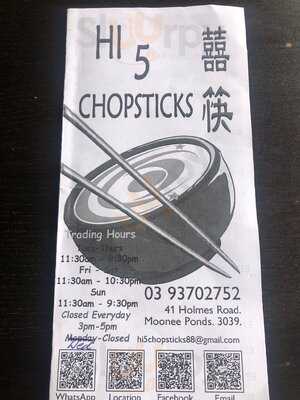 HI
5
CHOPSTICKS
囍
筷
Trading Hours
11:30am - 9:30pm
Fri - Sat
11:30am - 10:30pm
Sun
11:30am - 9:30pm
Closed Everyday
3pm-5pm
Monday-Closed
Wed
03 93702752
41 Holmes Road.
Moonee Ponds. 3039.
hi5chopsticks88@gmail.com
WhatsApp Location Facebook Email